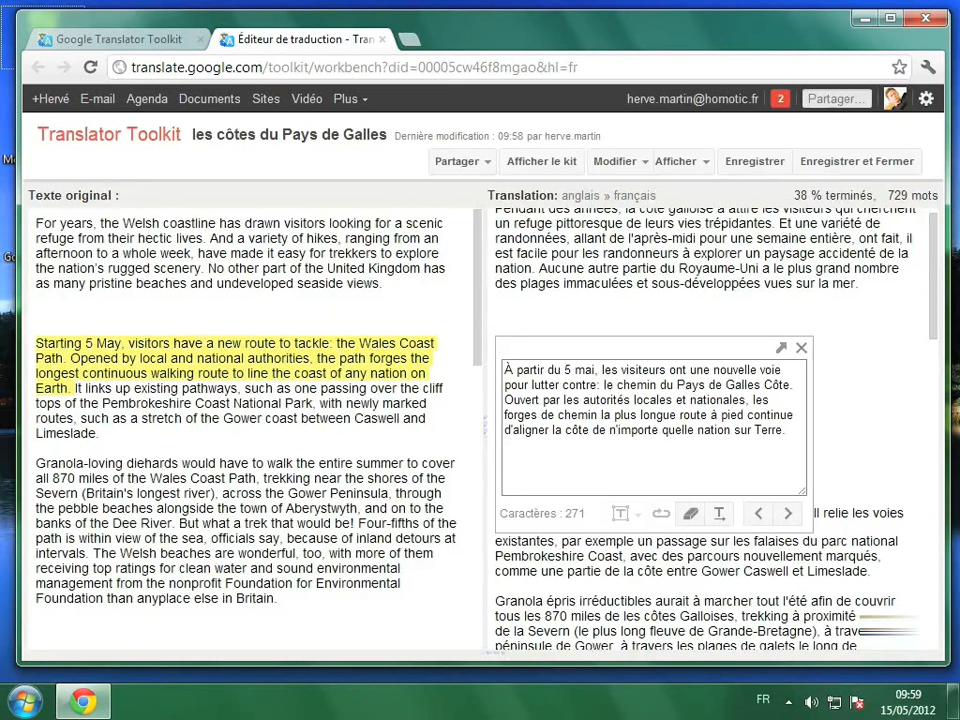 Google Translator Toolkit
Éditeur de traduction - Tran
translate.google.com/toolkit/workbench?did=00005cw46f8mgao&hl=fr
+Hervé E-mail Agenda Documents Sites Vidéo Plus
herve.martin@homotic.fr 2 Partager...
Translator Toolkit les côtes du Pays de Galles Dernière modification : 09:58 par herve.martin
Partager Afficher le kit Modifier Afficher Enregistrer Enregistrer et Fermer
Texte original :
For years, the Welsh coastline has drawn visitors looking for a scenic
refuge from their hectic lives. And a variety of hikes, ranging from an
afternoon to a whole week, have made it easy for trekkers to explore
the nation's rugged scenery. No other part of the United Kingdom has
as many pristine beaches and undeveloped seaside views.
Starting 5 May, visitors have a new route to tackle: the Wales Coast
Path. Opened by local and national authorities, the path forges the
longest continuous walking route to line the coast of any nation on
Earth. It links up existing pathways, such as one passing over the cliff
tops of the Pembrokeshire Coast National Park, with newly marked
routes, such as a stretch of the Gower coast between Caswell and
Limeslade.
Granola-loving diehards would have to walk the entire summer to cover
all 870 miles of the Wales Coast Path, trekking near the shores of the
Severn (Britain's longest river), across the Gower Peninsula, through
the pebble beaches alongside the town of Aberystwyth, and on to the
banks of the Dee River. But what a trek that would be! Four-fifths of the
path is within view of the sea, officials say, because of inland detours at
intervals. The Welsh beaches are wonderful, too, with more of them
receiving top ratings for clean water and sound environmental
management from the nonprofit Foundation for Environmental
Foundation than anyplace else in Britain.
Translation: anglais » français 38 % terminés, 729 mots
Pendant des années, la côte galloise a attiré les visiteurs qui cherchent
un refuge pittoresque de leurs vies trépidantes. Et une variété de
randonnées, allant de l'après-midi pour une semaine entière, ont fait, il
est facile pour les randonneurs à explorer un paysage accidenté de la
nation. Aucune autre partie du Royaume-Uni a le plus grand nombre
des plages immaculées et sous-développées vues sur la mer.
À partir du 5 mai, les visiteurs ont une nouvelle voie
pour lutter contre: le chemin du Pays de Galles Côte.
Ouvert par les autorités locales et nationales, les
forges de chemin la plus longue route à pied continue
d'aligner la côte de n'importe quelle nation sur Terre.
Caractères : 271
Il relie les voies
existantes, par exemple un passage sur les falaises du parc national
Pembrokeshire Coast, avec des parcours nouvellement marqués,
comme une partie de la côte entre Gower Caswell et Limeslade.
Granola épris irréductibles aurait à marcher tout l'été afin de couvrir
tous les 870 miles de les côtes Galloises, trekking à proximité
de la Severn (le plus long fleuve de Grande-Bretagne), à
péninsule de Gower, à travers les plages de galets le long de
FR
09:59
15/05/2012